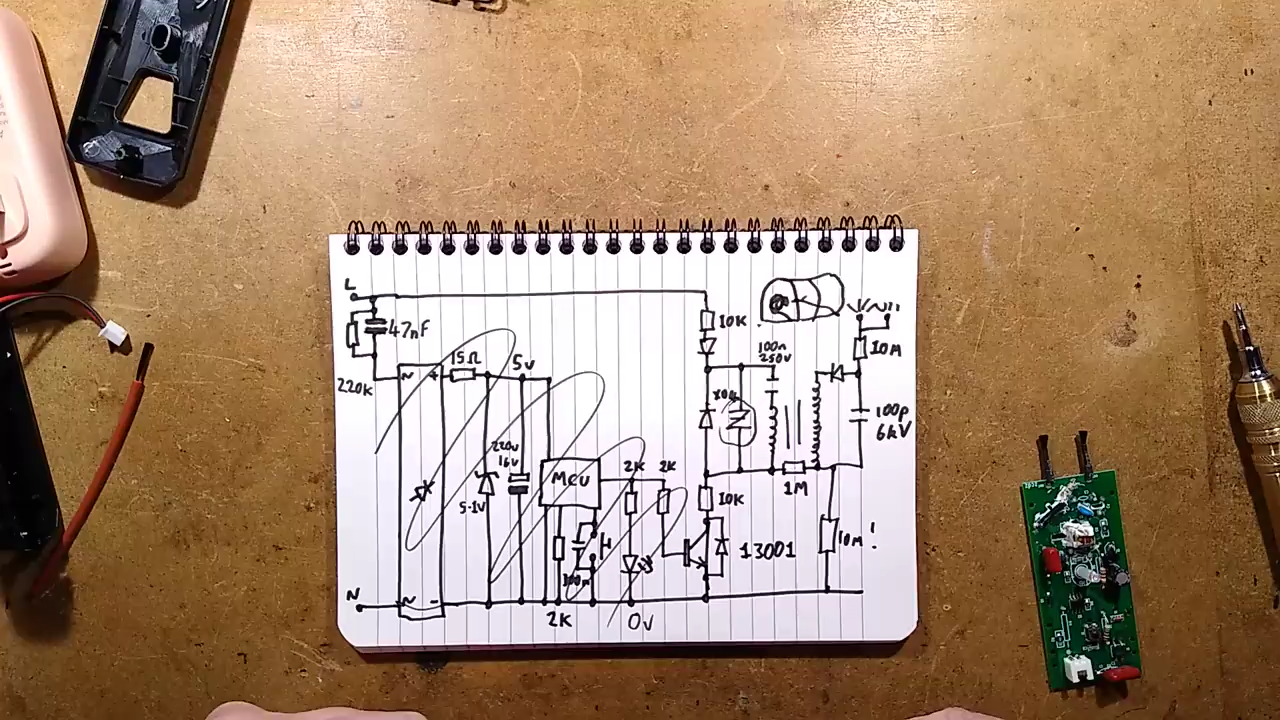 L
47nF
220K
~
+
15Ω
5v
220u
16v
5.1V
MCU
2K
2K
100n
2K
0v
N
~
-
10K
100n
250V
10K
13001
1M
10M
100p
6kV
10M!